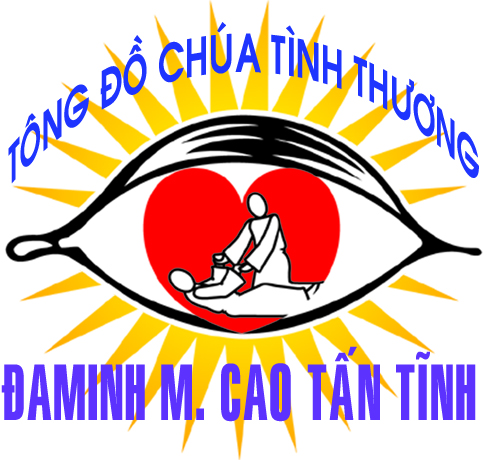 TÔNG ĐỒ CHÚA TÌNH THƯƠNG
ĐAMINH M. CAO TẤN TĨNH